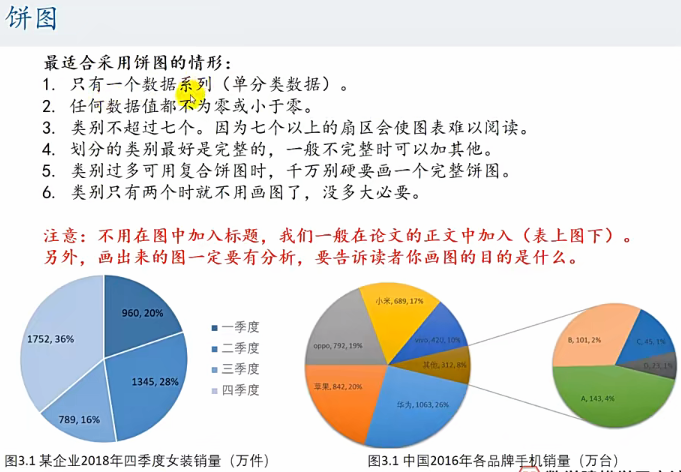 饼图
最适合采用饼图的情形：
1. 只有一个数据系列（单分类数据）。
2. 任何数据值都不为零或小于零。
3. 类别不超过七个。因为七个以上的扇区会使图表难以阅读。
4. 划分的类别最好是完整的，一般不完整时可以加其他。
5. 类别过多可用复合饼图时，千万别硬要画一个完整饼图。
6. 类别只有两个时就不用画图了，没多大必要。
注意：不用在图中加入标题，我们一般在论文的正文中加入（表上图下）。
另外，画出来的图一定要有分析，要告诉读者你画图的目的是什么。
960, 20%
1345, 28%
789, 16%
1752, 36%
一季度
二季度
三季度
四季度
图3.1 某企业2018年四季度女装销量（万件）
小米, 689, 17%
vivo, 420, 10%
其他, 312, 8%
华为, 1063, 26%
苹果, 842, 20%
oppo, 792, 19%
B, 101, 2%
C, 45, 1%
D, 23, 1%
A, 143, 4%
图3.1 中国2016年各品牌手机销量（万台）